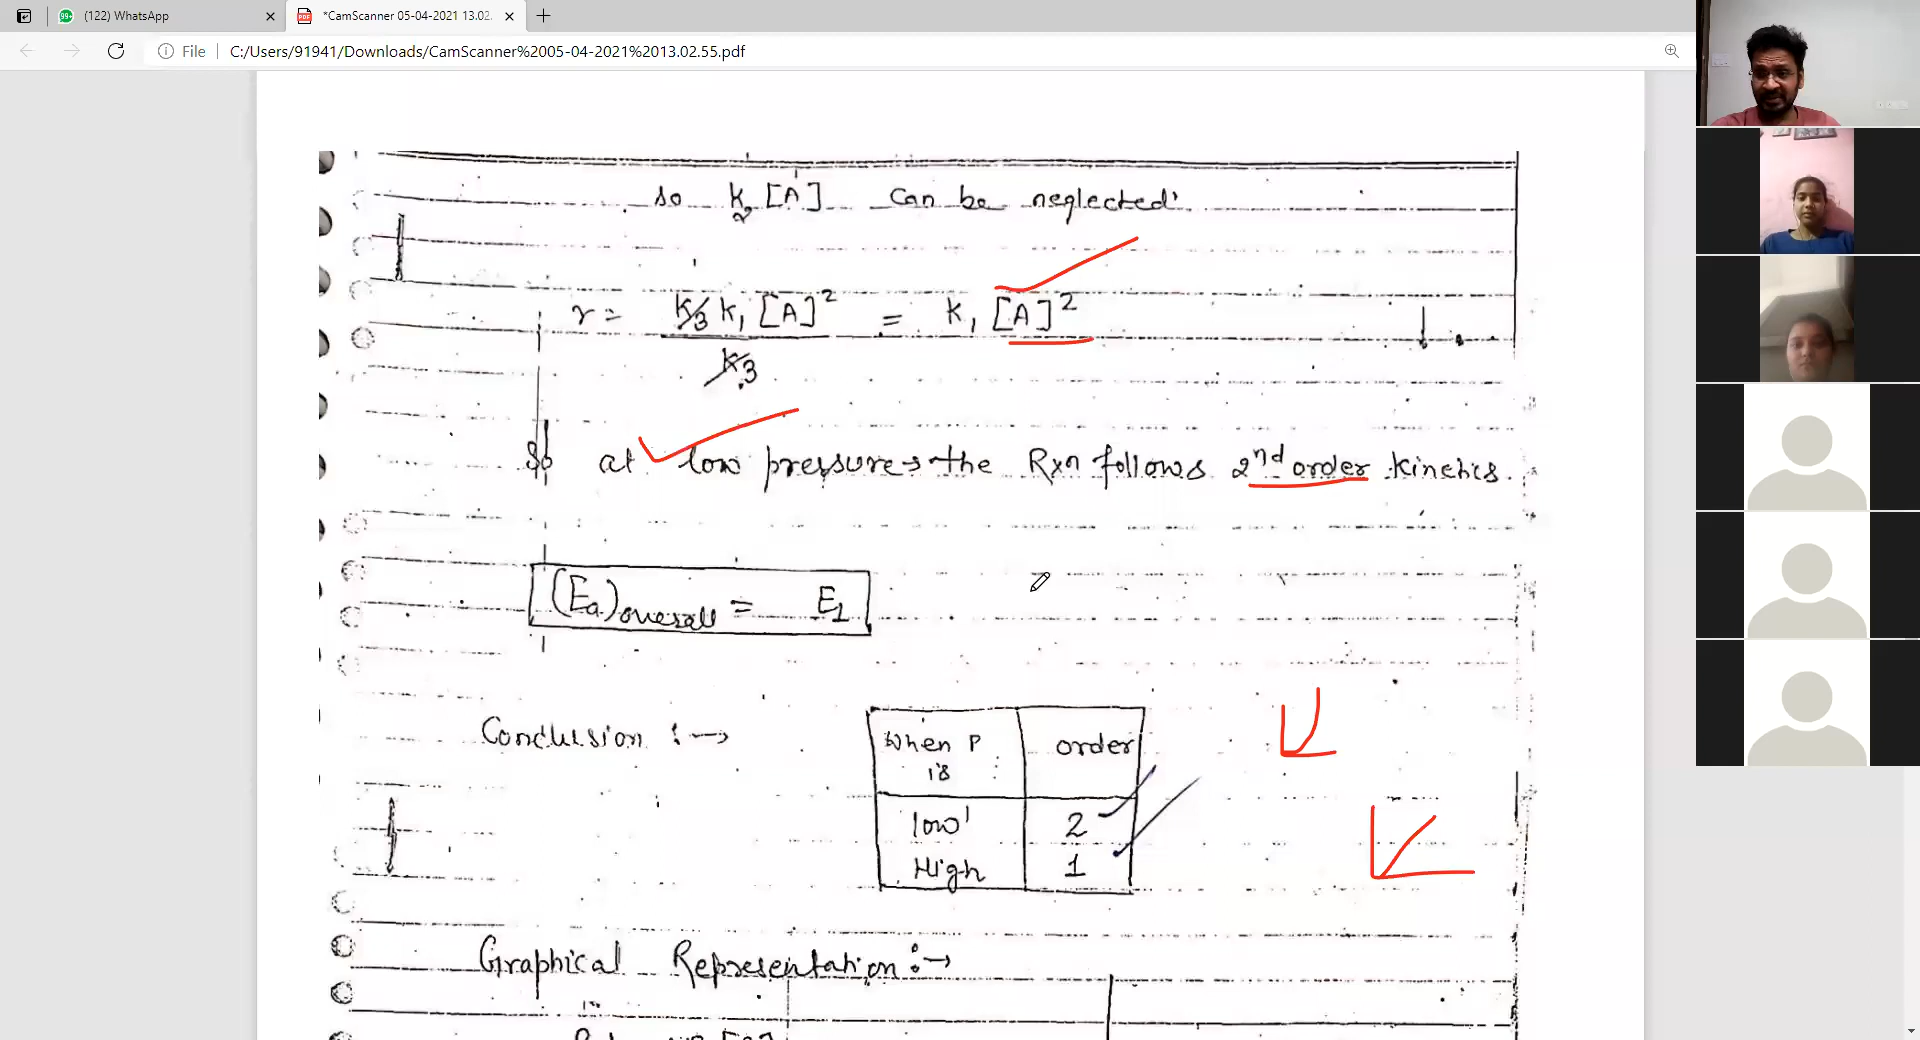 99+ (122) WhatsApp
*CamScanner 05-04-2021 13.02.
File C:/Users/91941/Downloads/CamScanner%2005-04-2021%2013.02.55.pdf
so K₂ [A] can be neglected.
r = K₃ K₁ [A]² / K₃ = K₁ [A]²
So at low pressures the Rxn follows 2nd order kinetics.
(Ea)overall = E1
Conclusion :→
When P is order
low 2
High 1
Graphical Representation :→